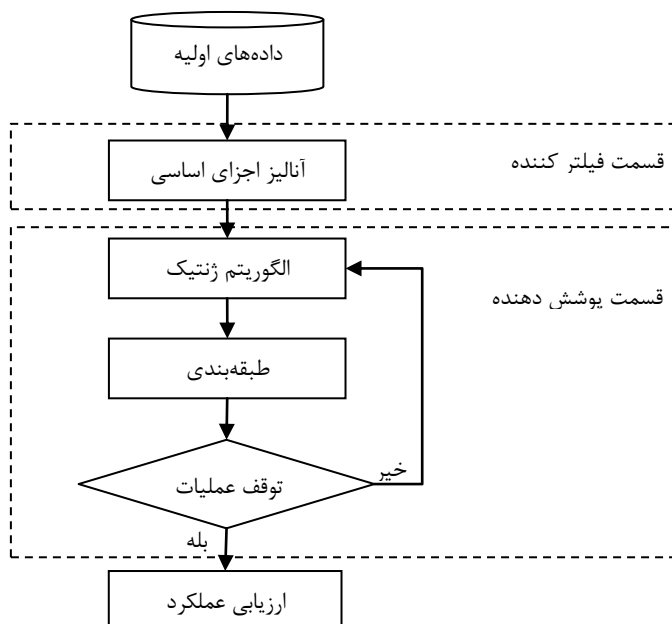 داده‌های اولیه
قسمت فیلتر کننده
آنالیز اجزای اساسی
الگوریتم ژنتیک
قسمت پوشش دهنده
طبقه‌بندی
توقف عملیات
خیر
بله
ارزیابی عملکرد